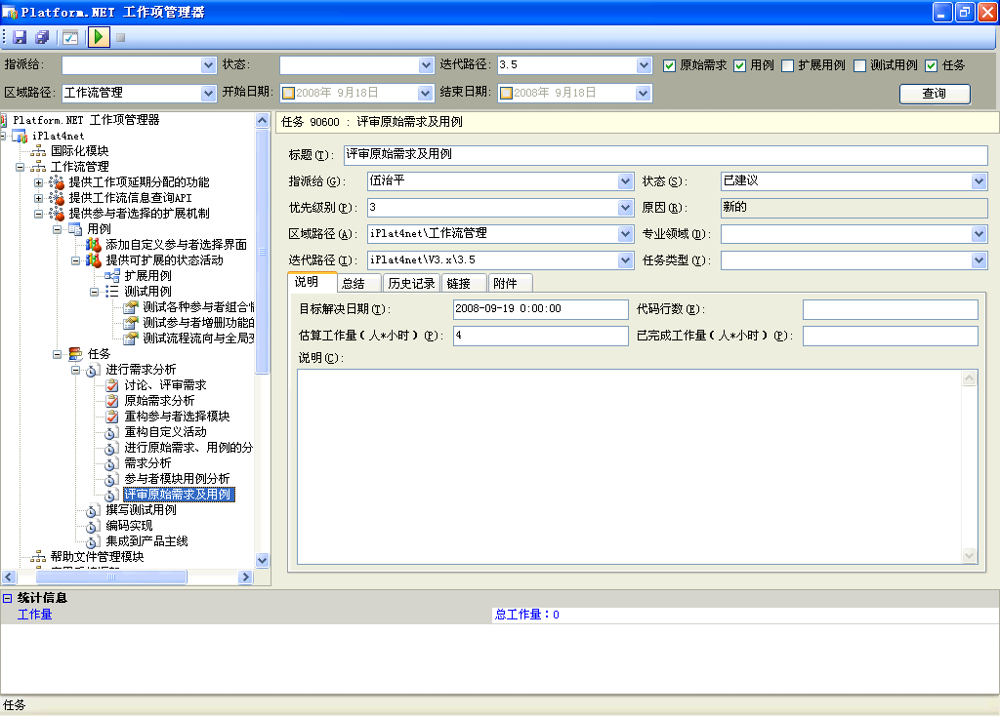 Platform.NET 工作项管理器
指派给: 状态: 迭代路径: 3.5 原始需求 用例 扩展用例 测试用例 任务
区域路径: 工作流管理 开始日期: 2008年 9月18日 结束日期: 2008年 9月18日 查询
Platform.NET 工作项管理器
iPlat4net
国际化模块
工作流管理
提供工作项延期分配的功能
提供工作流信息查询API
提供参与者选择的扩展机制
用例
添加自定义参与者选择界面
提供可扩展的状态活动
扩展用例
测试用例
测试各种参与者组合
测试参与者增删功能的
测试流程流向与全局
任务
进行需求分析
讨论、评审需求
原始需求分析
重构参与者选择模块
重构自定义活动
进行原始需求、用例的分
需求分析
参与者模块用例分析
评审原始需求及用例
撰写测试用例
编码实现
集成到产品主线
帮助文件管理模块
任务 90600 : 评审原始需求及用例
标题(T): 评审原始需求及用例
指派给(G): 伍治平 状态(S): 已建议
优先级别(P): 3 原因(R): 新的
区域路径(A): iPlat4net\工作流管理 专业领域(D):
迭代路径(I): iPlat4net\V3.x\3.5 任务类型(Y):
说明 总结 历史记录 链接 附件
目标解决日期(T): 2008-09-19 0:00:00 代码行数(E):
估算工作量(人*小时)(P): 4 已完成工作量(人*小时)(P):
说明(C):
统计信息
工作量 总工作量:0
任务